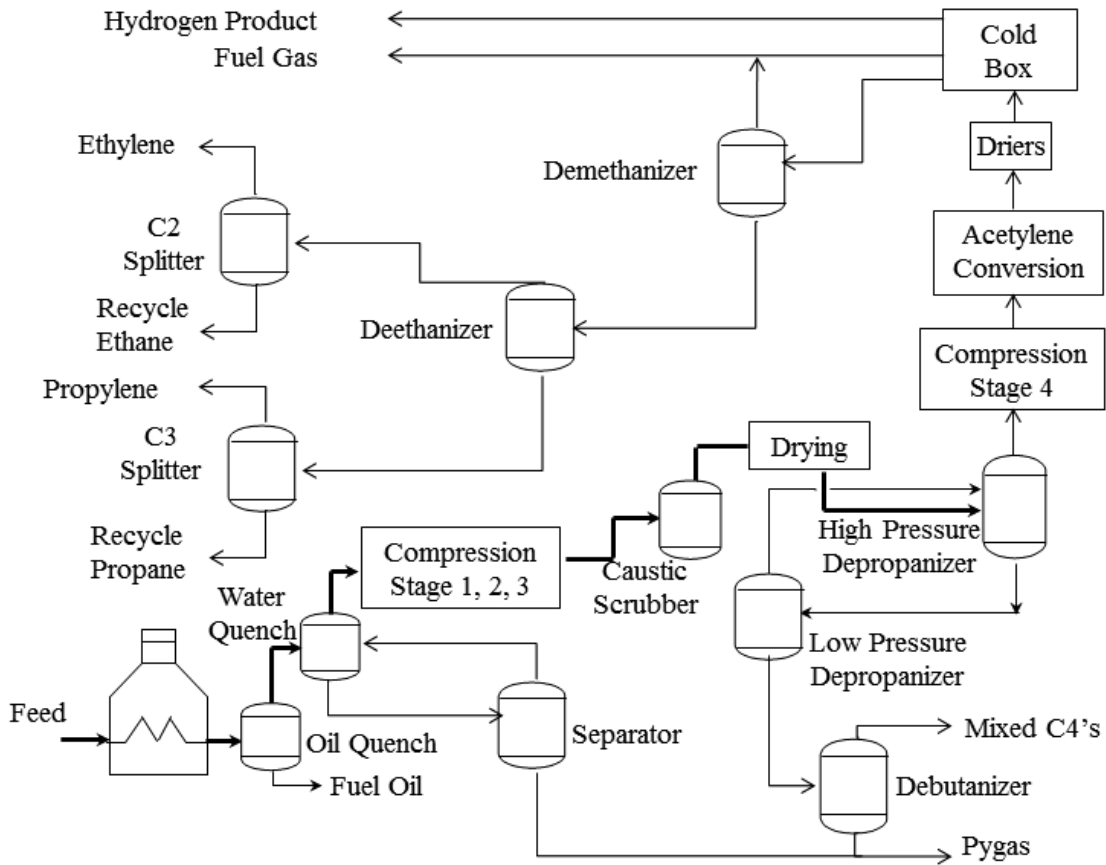 Hydrogen Product
Fuel Gas
Cold
Box
Ethylene
Demethanizer
Driers
C2
Splitter
Acetylene
Conversion
Recycle
Ethane
Deethanizer
Compression
Stage 4
Propylene
C3
Splitter
Drying
Recycle
Propane
Compression
Stage 1, 2, 3
High Pressure
Depropanizer
Caustic
Scrubber
Water
Quench
Low Pressure
Depropanizer
Feed
Oil Quench
Separator
Mixed C4's
Fuel Oil
Debutanizer
Pygas